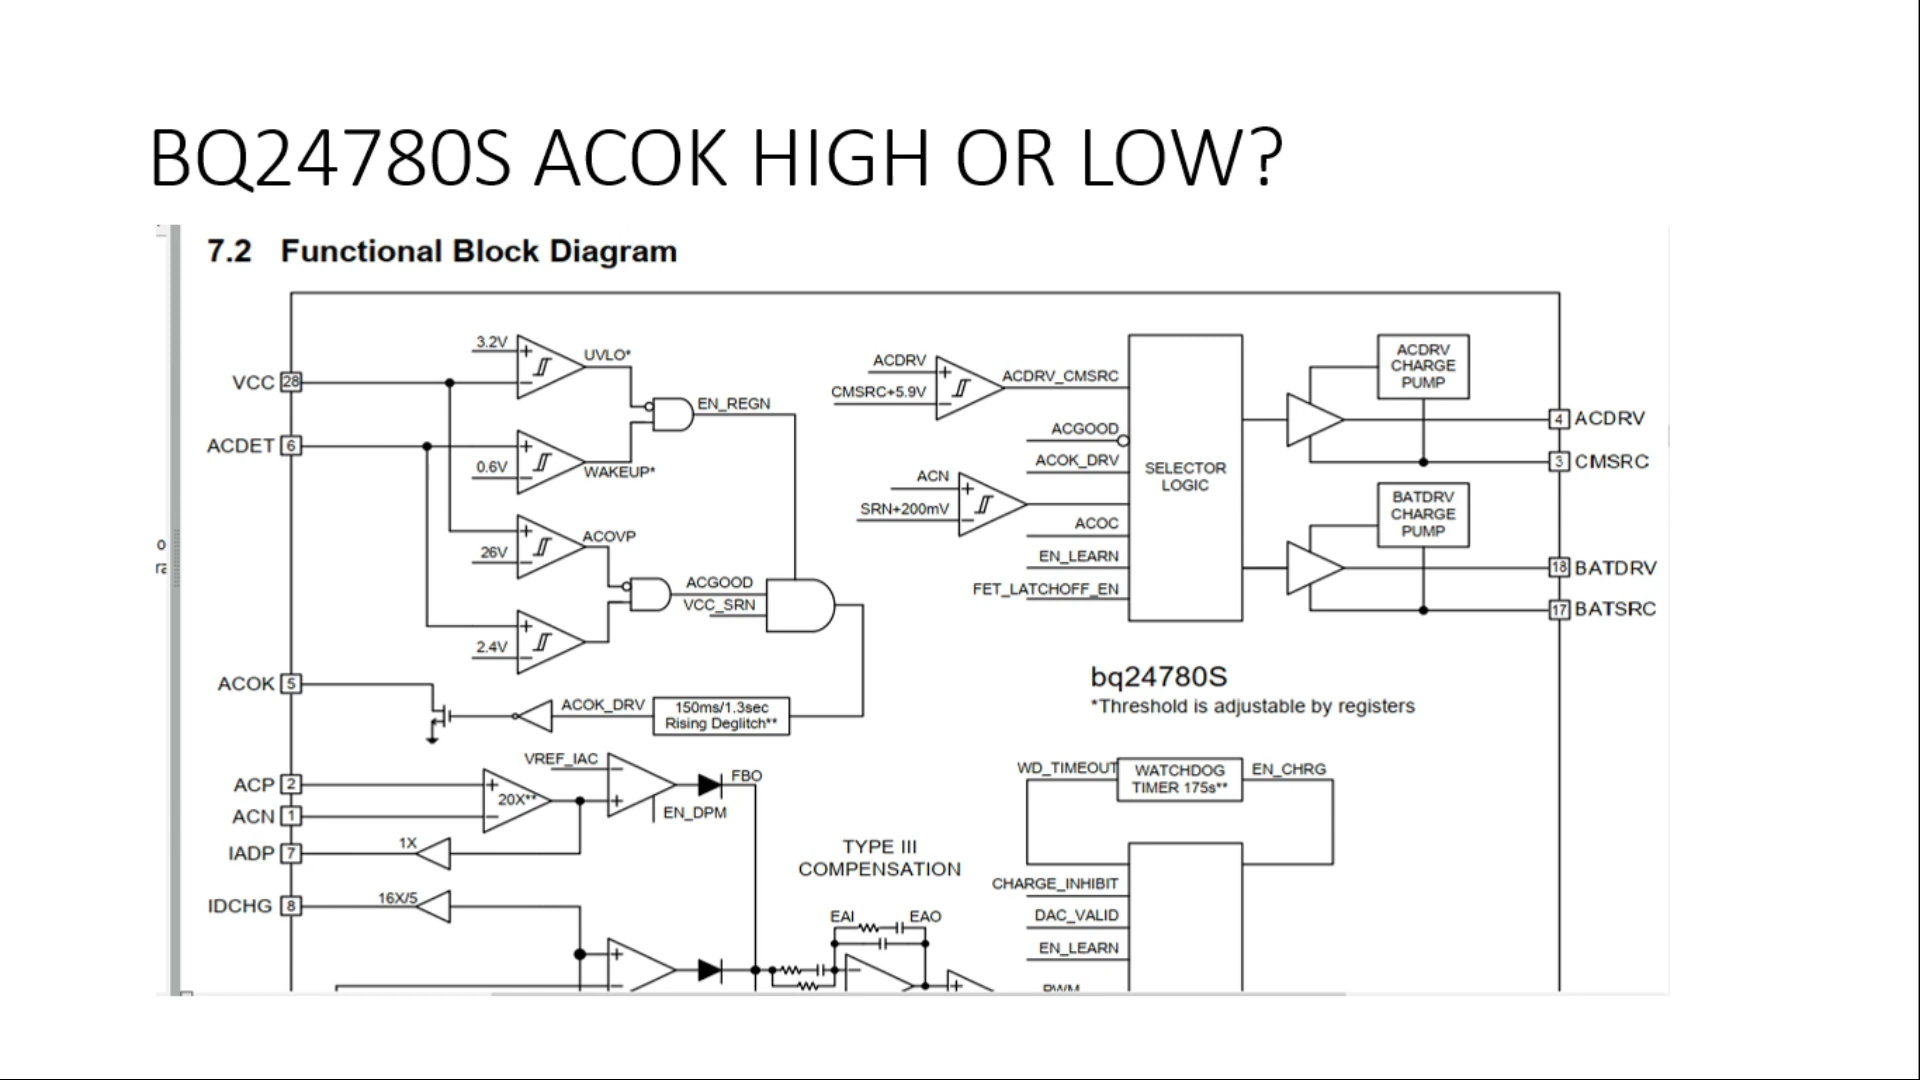 BQ24780S ACOK HIGH OR LOW?
7.2 Functional Block Diagram
3.2V
UVLO*
VCC 28
EN_REGN
ACDET 6
0.6V
WAKEUP*
ACOVP
26V
ACGOOD
VCC_SRN
2.4V
ACOK 5
ACOK_DRV
150ms/1.3sec
Rising Deglitch**
ACDRV
CMSRC+5.9V
ACDRV_CMSRC
ACGOOD
ACOK_DRV
ACN
SRN+200mV
ACOC
EN_LEARN
FET_LATCHOFF_EN
SELECTOR
LOGIC
ACDRV
CHARGE
PUMP
4 ACDRV
3 CMSRC
BATDRV
CHARGE
PUMP
18 BATDRV
17 BATSRC
bq24780S
*Threshold is adjustable by registers
ACP 2
ACN 1
20X**
VREF_IAC
FBO
EN_DPM
IADP 7
1X
IDCHG 8
16X/5
TYPE III
COMPENSATION
EAI
EAO
WD_TIMEOUT
WATCHDOG
TIMER 175s**
EN_CHRG
CHARGE_INHIBIT
DAC_VALID
EN_LEARN
PWM